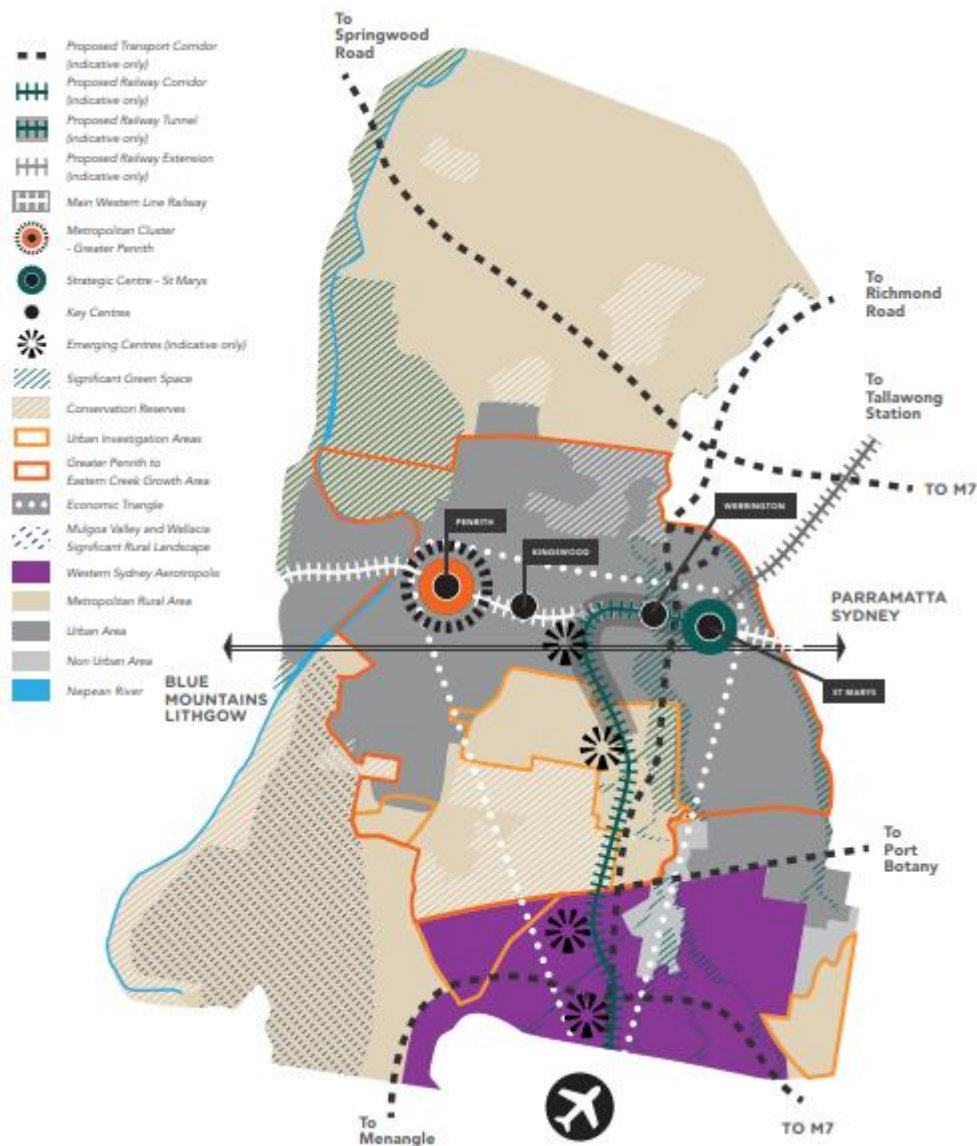 To
Springwood
Road
Proposed Transport Corridor
(indicative only)
Proposed Railway Corridor
(indicative only)
Proposed Railway Tunnel
(indicative only)
Proposed Railway Extension
(indicative only)
Main Western Line Railway
Metropolitan Cluster
- Greater Penrith
Strategic Centre - St Marys
Key Centres
Emerging Centres (indicative only)
Significant Green Space
Conservation Reserves
Urban Investigation Areas
Greater Penrith to
Eastern Creek Growth Area
Economic Triangle
Mulgoa Valley and Wallacia
Significant Rural Landscape
Western Sydney Aerotropolis
Metropolitan Rural Area
Urban Area
Non Urban Area
Nepean River
To
Richmond
Road
To
Tallawong
Station
TO M7
PENRITH
WERRINGTON
KINGSWOOD
PARRAMATTA
SYDNEY
BLUE
MOUNTAINS
LITHGOW
ST MARYS
To
Port
Botany
To
Menangle
TO M7